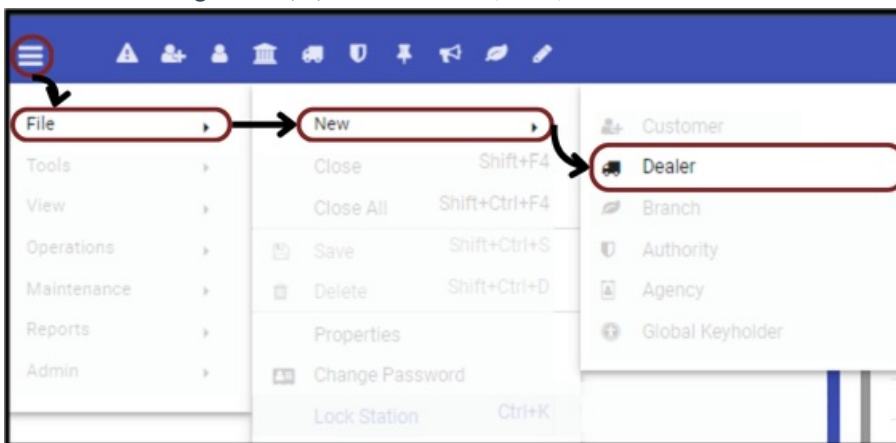 File
Tools
View
Operations
Maintenance
Reports
Admin
New
Close Shift+F4
Close All Shift+Ctrl+F4
Save Shift+Ctrl+S
Delete Shift+Ctrl+D
Properties
Change Password
Lock Station Ctrl+K
Customer
Dealer
Branch
Authority
Agency
Global Keyholder